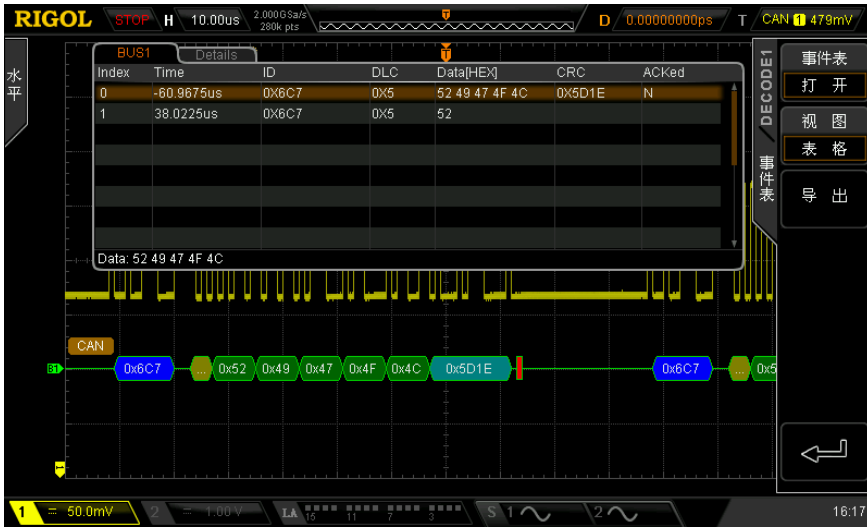 RIGOL STOP H 10.00us 2.000GSa/s 280k pts D 0.00000000ps T CAN 1 479mV
水平
BUS1 Details
Index Time ID DLC Data[HEX] CRC ACKed
0 -60.9675us 0X6C7 0X5 52 49 47 4F 4C 0X5D1E N
1 38.0225us 0X6C7 0X5 52
Data: 52 49 47 4F 4C
DECODE1
事件表
事件表
打 开
视 图
表 格
导 出
CAN
B1 0x6C7 ... 0x52 0x49 0x47 0x4F 0x4C 0x5D1E 0x6C7 ... 0x5
1 = 50.0mV 2 = 1.00 V LA 15 11 7 3 S 1 2 16:17